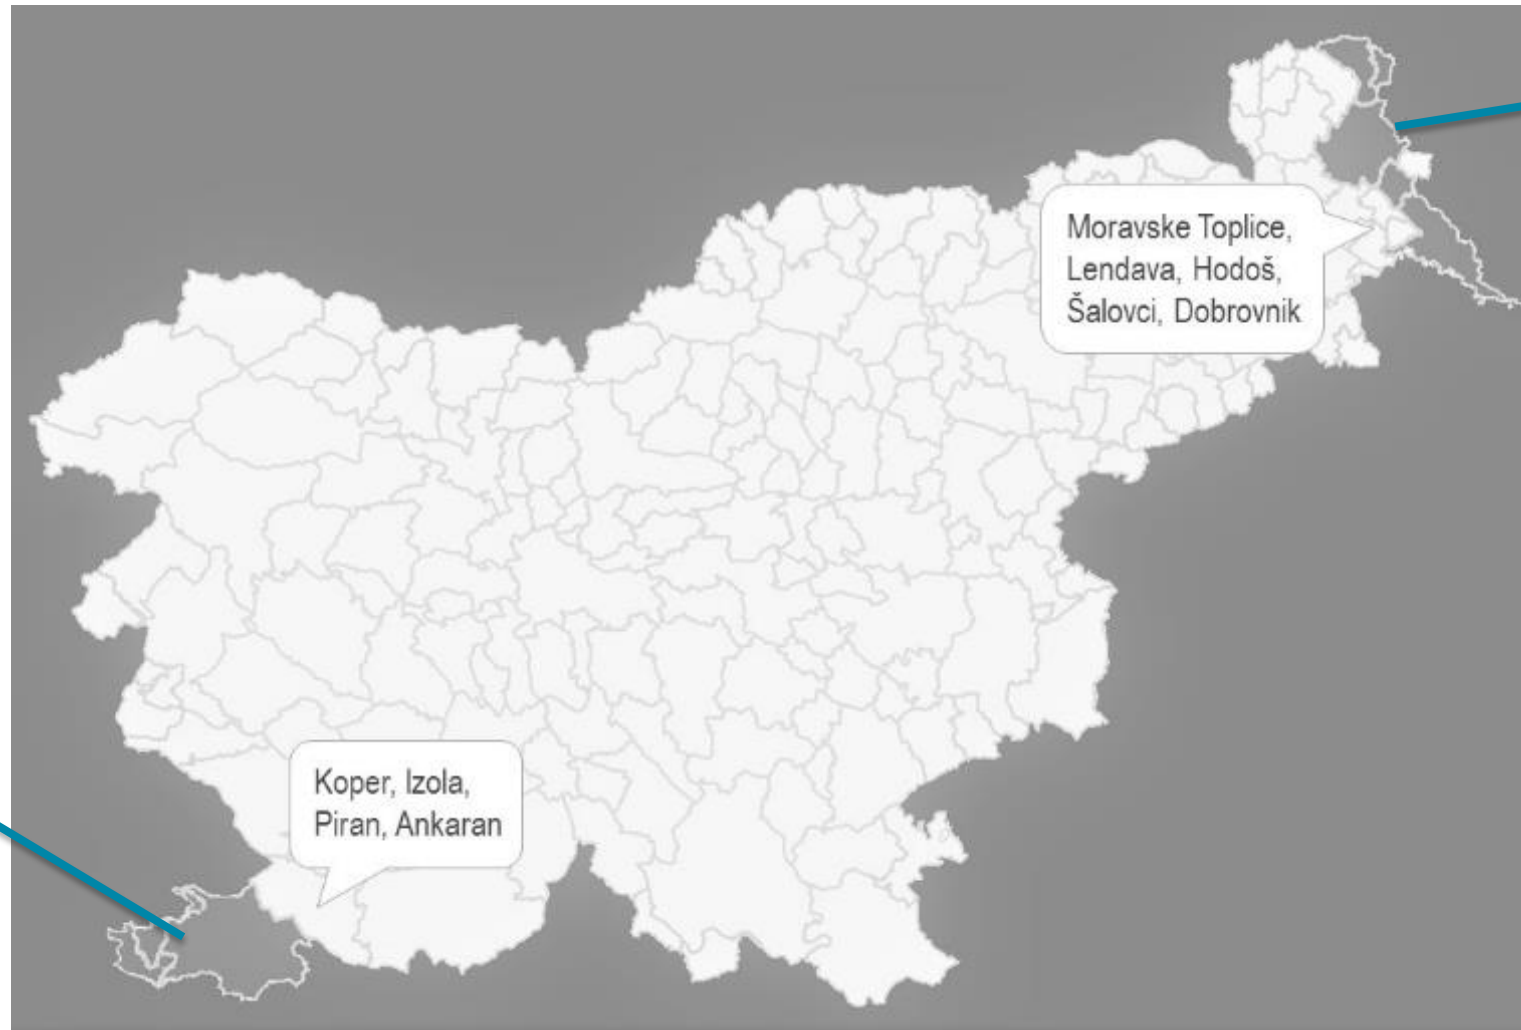 Moravske Toplice,
Lendava, Hodoš,
Šalovci, Dobrovnik
Koper, Izola,
Piran, Ankaran